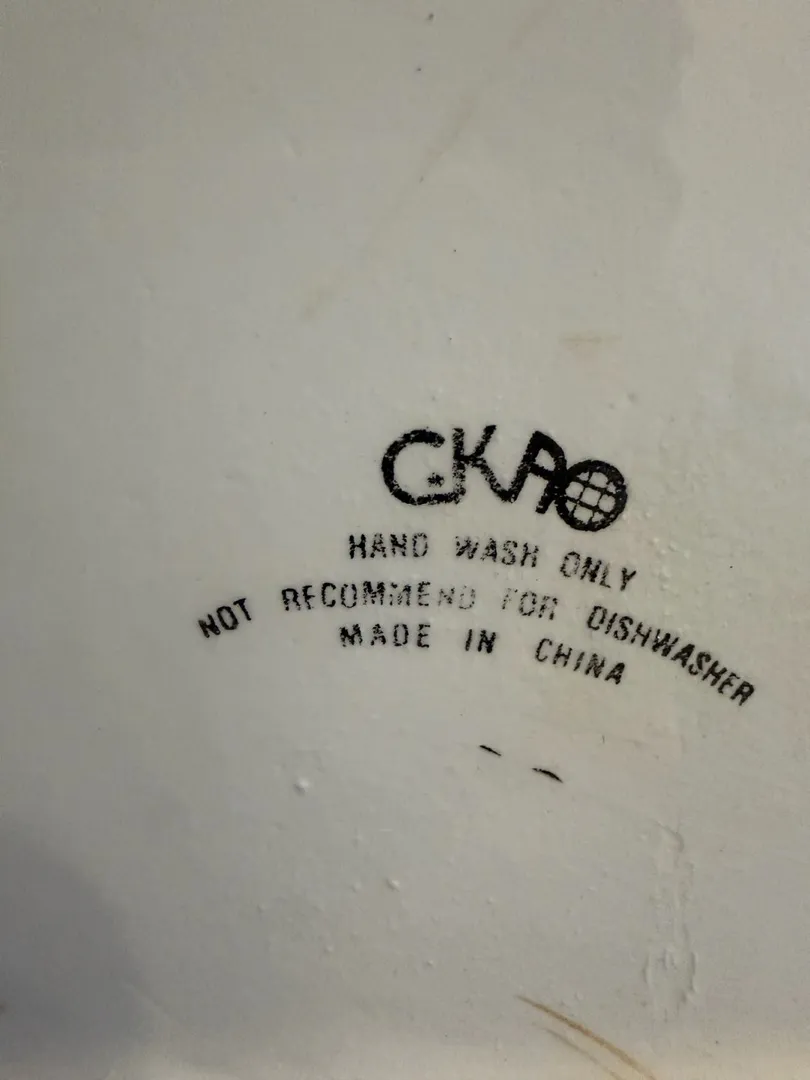 CKAO
HAND WASH ONLY
NOT RECOMMEND FOR DISHWASHER
MADE IN CHINA